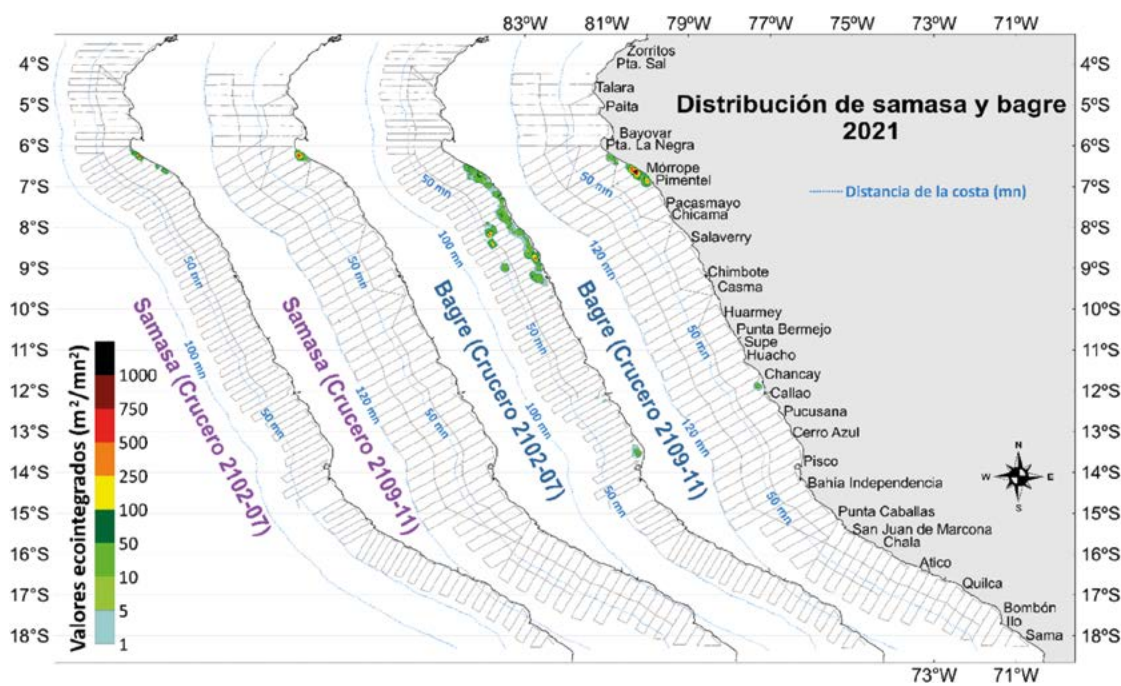 83ºW 81ºW 79ºW 77ºW 75ºW 73ºW 71ºW
4ºS
5ºS
6ºS
7ºS
8ºS
9ºS
10ºS
11ºS
12ºS
13ºS
14ºS
15ºS
16ºS
17ºS
18ºS
Distribución de samasa y bagre
2021
Distancia de la costa (mn)
Zorritos
Pta. Sal
Talara
Paita
Bayovar
Pta. La Negra
Mórrope
Pimentel
Pacasmayo
Chicama
Salaverry
Chimbote
Casma
Huarmey
Punta Bermejo
Supe
Huacho
Chancay
Callao
Pucusana
Cerro Azul
Pisco
Bahía Independencia
Punta Caballas
San Juan de Marcona
Chala
Atico
Quilca
Bombón
Ilo
Sama
Samasa (Crucero 2102-07)
Samasa (Crucero 2109-11)
Bagre (Crucero 2102-07)
Bagre (Crucero 2109-11)
50 mn
50 mn
100 mn
50 mn
50 mn
120 mn
50 mn
100 mn
50 mn
100 mn
50 mn
50 mn
120 mn
50 mn
120 mn
50 mn
Valores ecointegrados (m²/mn²)
1000
750
500
250
100
50
10
5
1
N
W E
S
4ºS
5ºS
6ºS
7ºS
8ºS
9ºS
10ºS
11ºS
12ºS
13ºS
14ºS
15ºS
16ºS
17ºS
18ºS
73ºW 71ºW